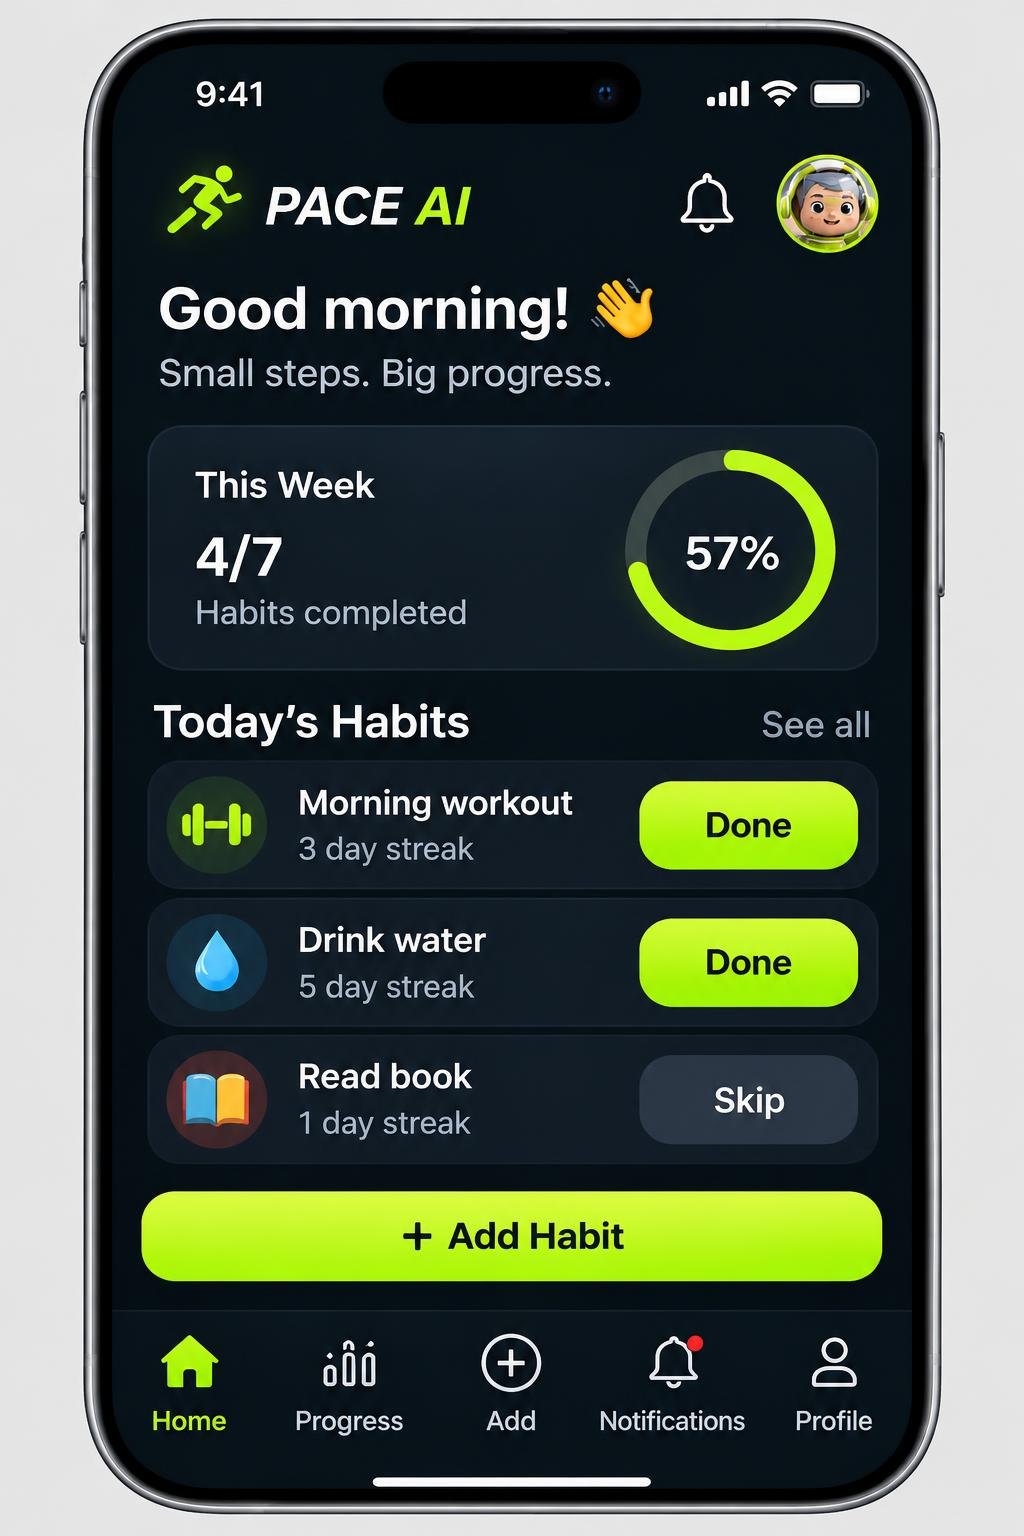 9:41
PACE AI
Good morning! 👋
Small steps. Big progress.
This Week
4/7
Habits completed
57%
Today’s Habits
See all
Morning workout
3 day streak
Done
Drink water
5 day streak
Done
Read book
1 day streak
Skip
+ Add Habit
Home
Progress
Add
Notifications
Profile